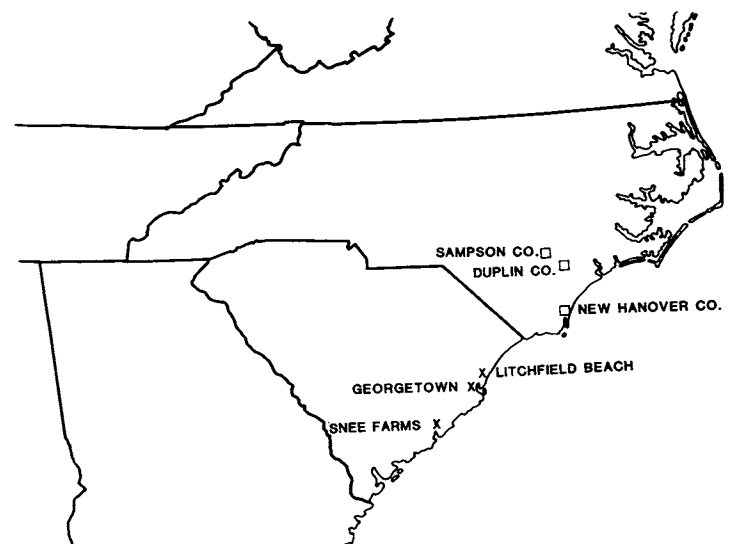 SAMPSON CO.
DUPLIN CO.
NEW HANOVER CO.
LITCHFIELD BEACH
GEORGETOWN X
X
SNEE FARMS X